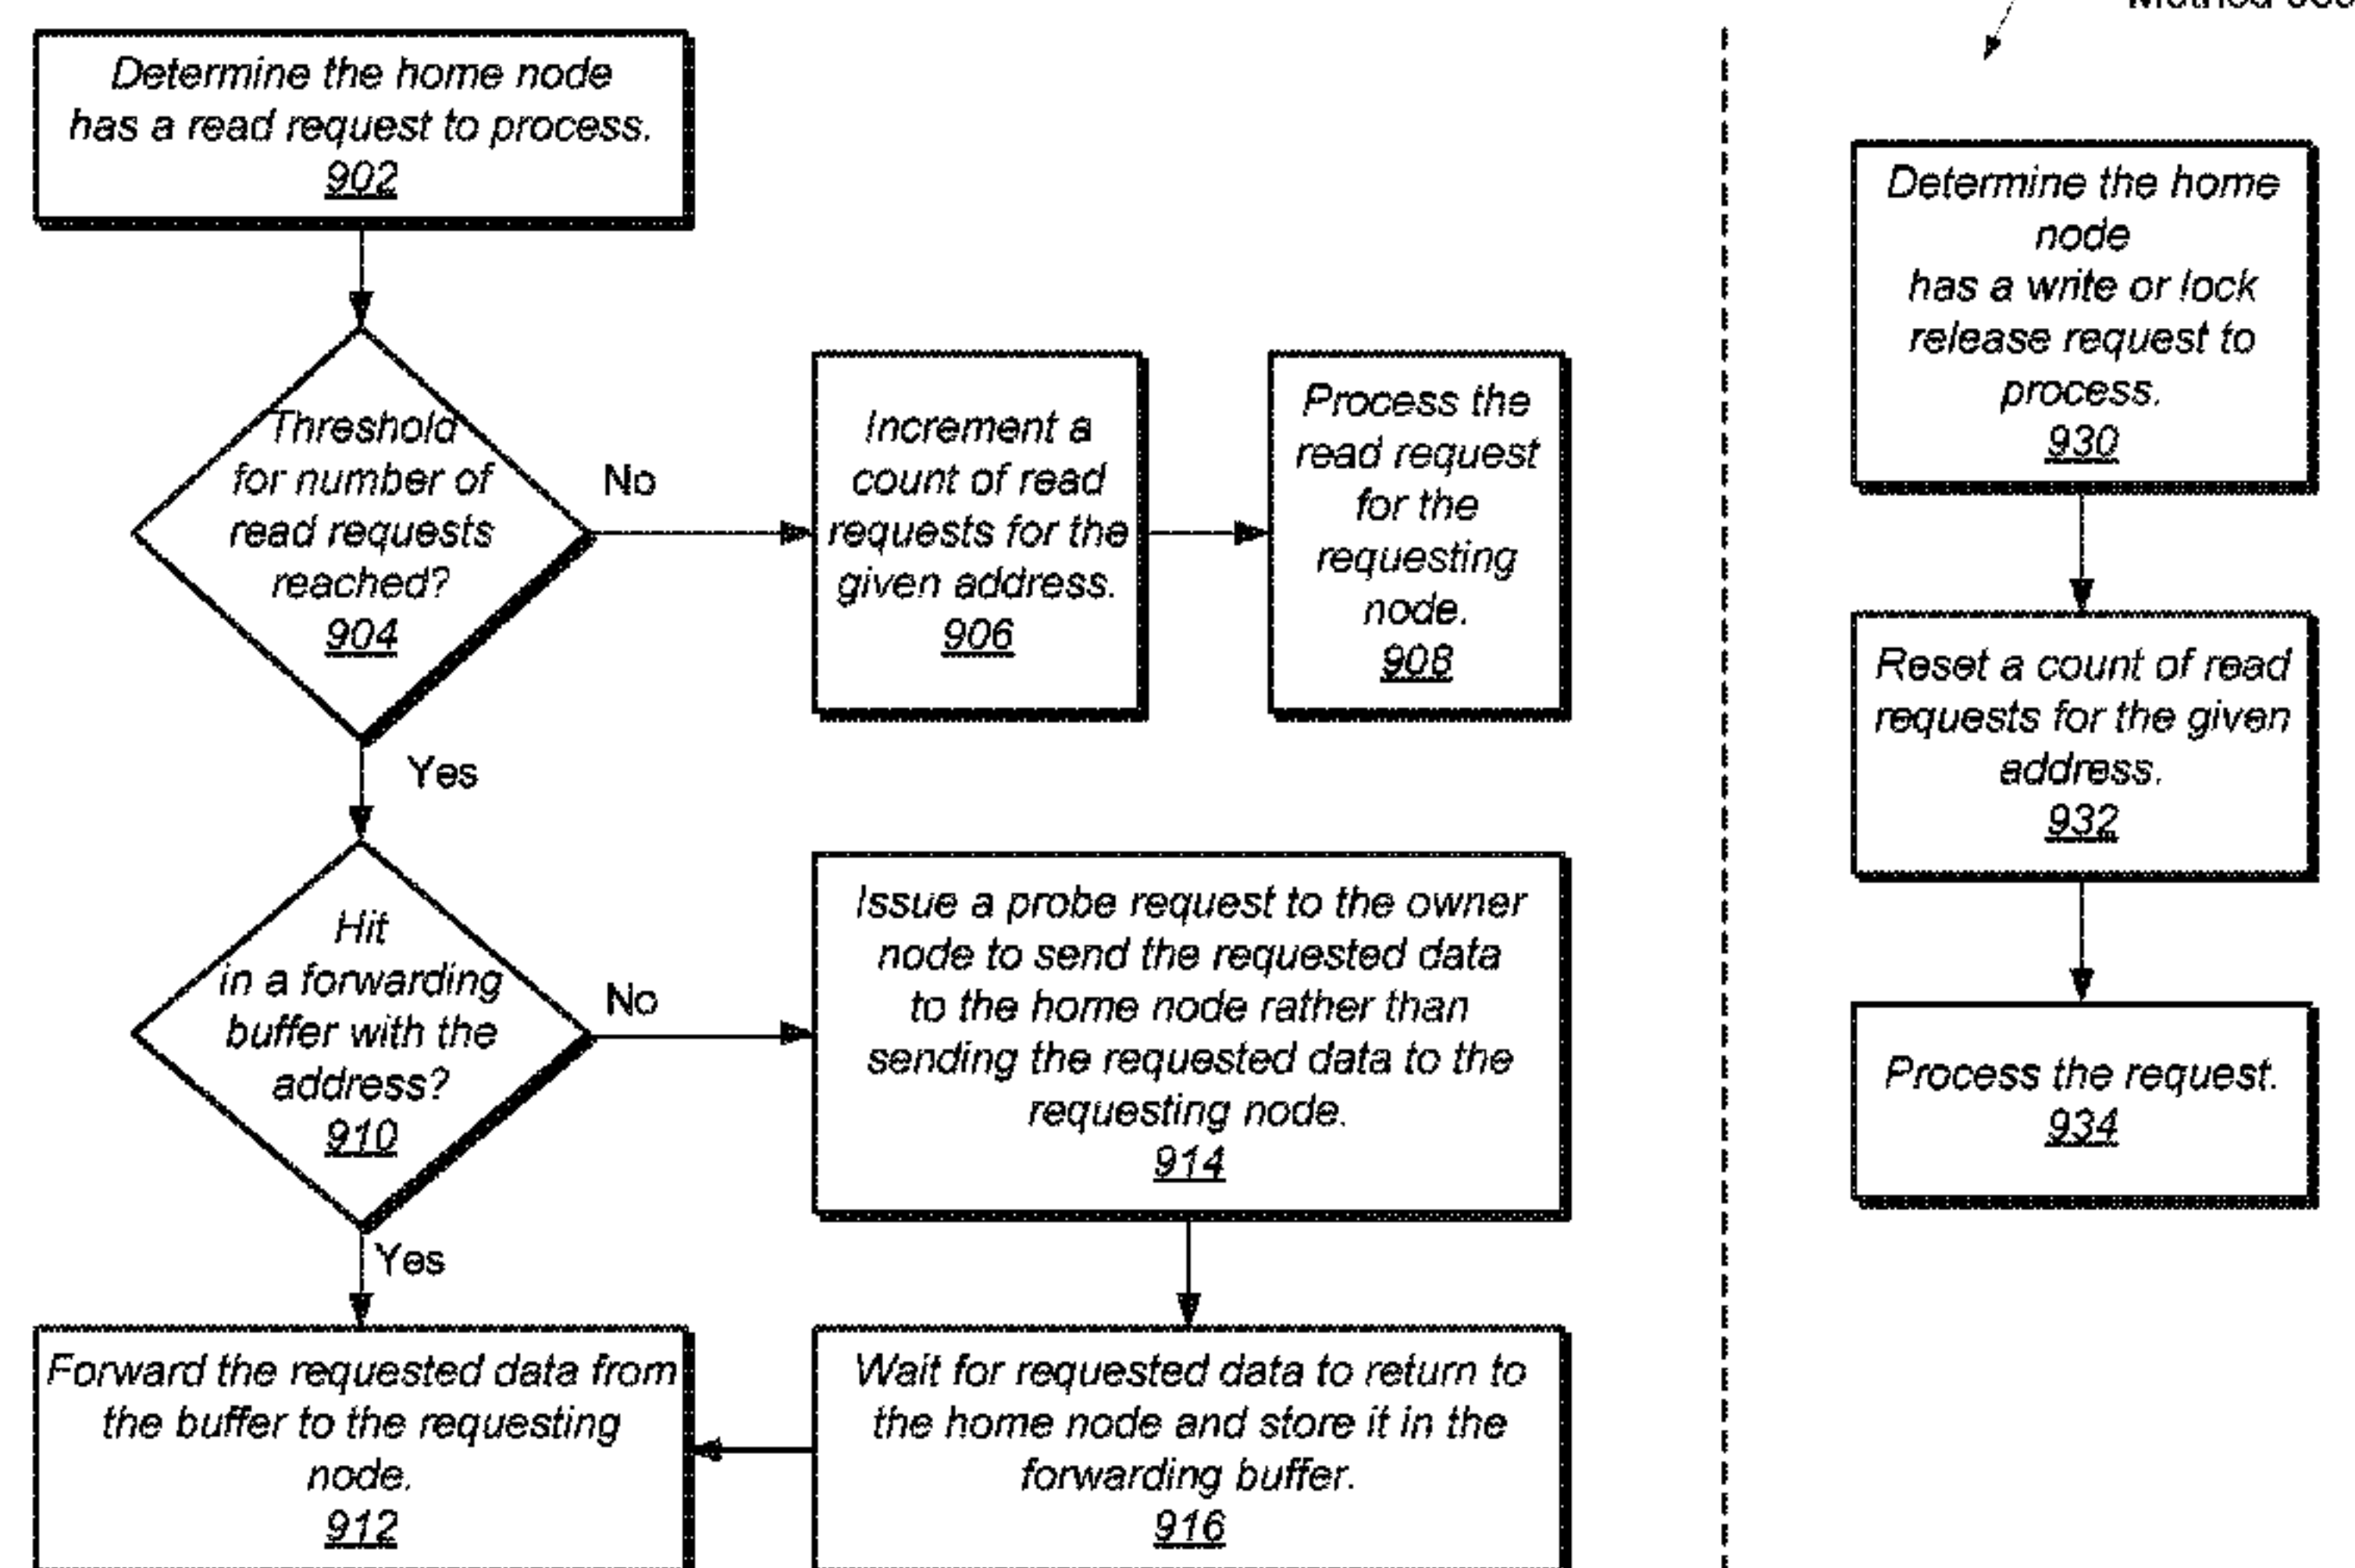 Determine the home node
has a read request to process.
902
Threshold
for number of
read requests
reached?
904
No
Increment a
count of read
requests for the
given address.
906
Process the
read request
for the
requesting
node.
908
Yes
Hit
in a forwarding
buffer with the
address?
910
No
Issue a probe request to the owner
node to send the requested data
to the home node rather than
sending the requested data to the
requesting node.
914
Yes
Forward the requested data from
the buffer to the requesting
node.
912
Wait for requested data to return to
the home node and store it in the
forwarding buffer.
916
Method
Determine the home
node
has a write or lock
release request to
process.
930
Reset a count of read
requests for the given
address.
932
Process the request.
934